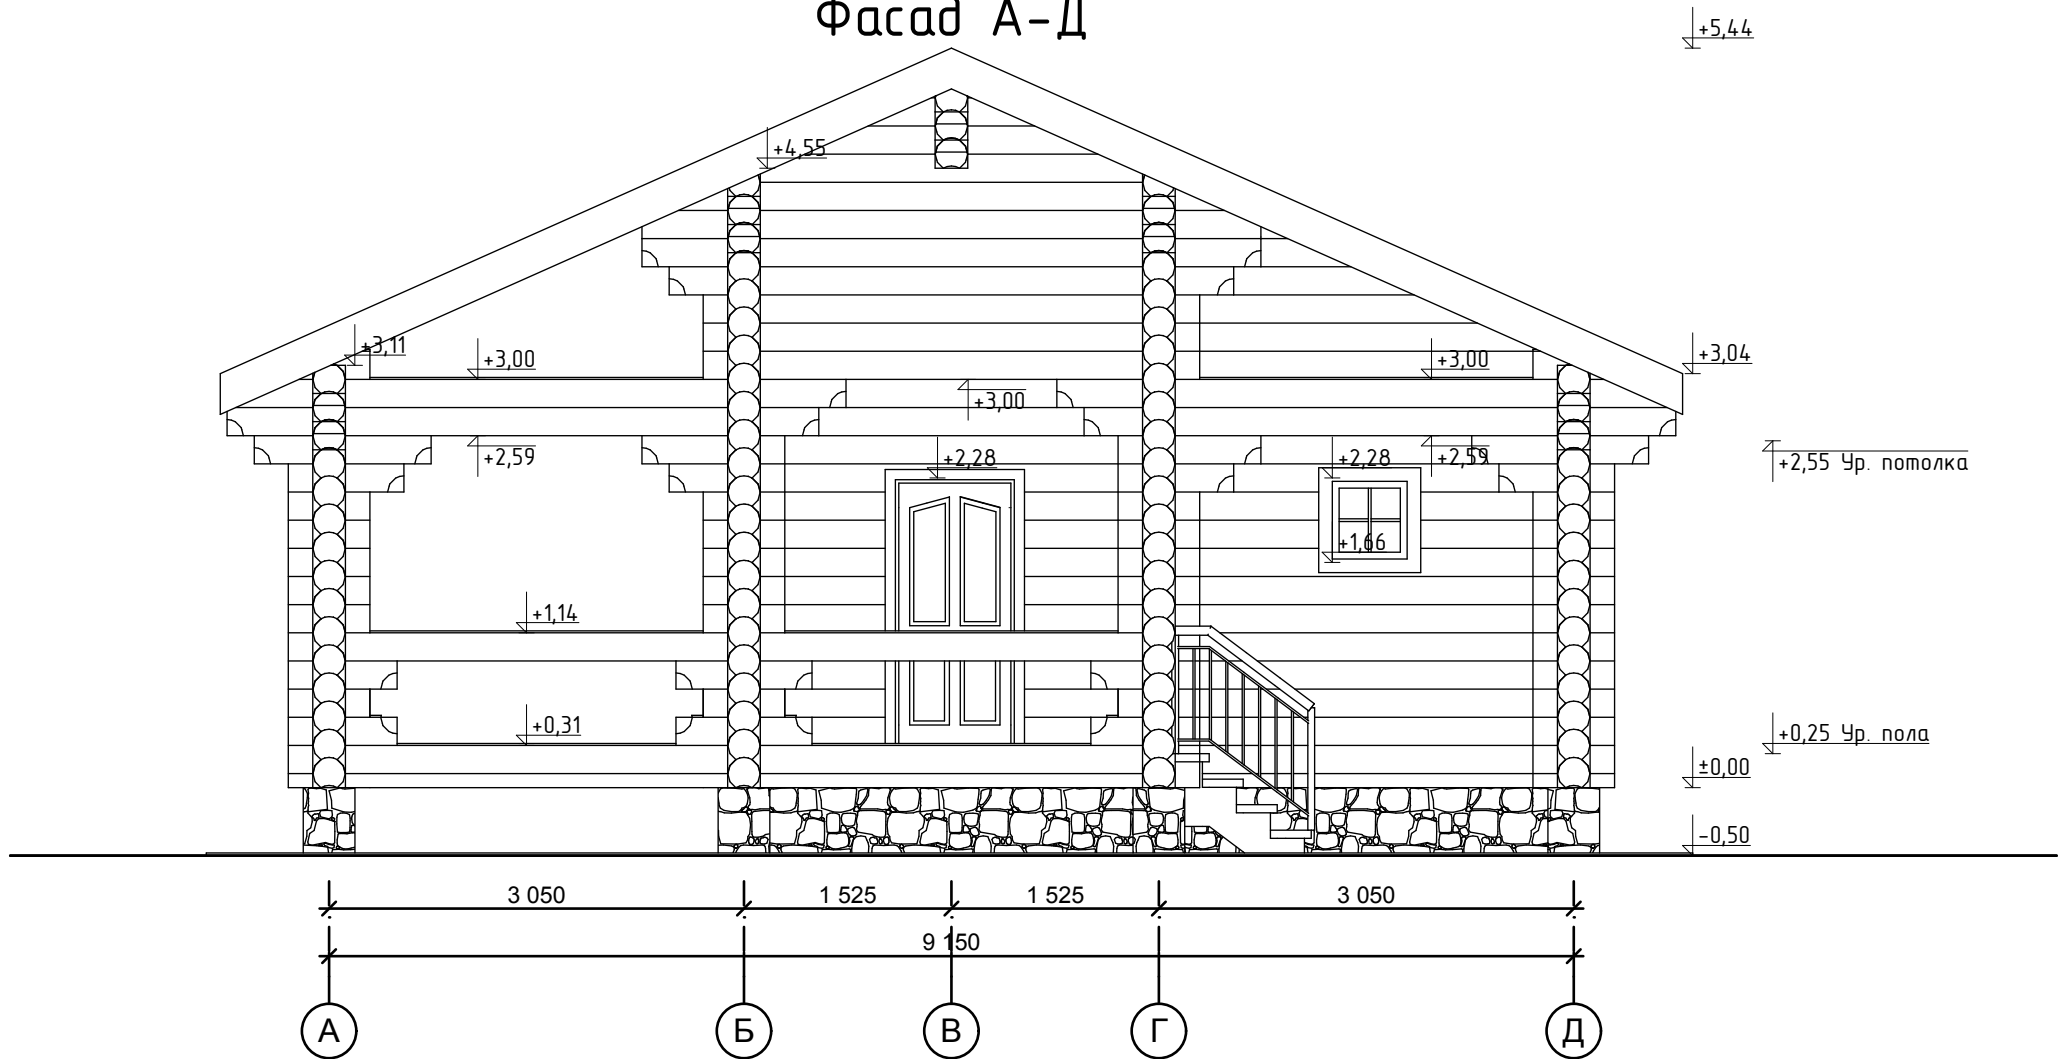 Фасад А-Д
+5,44
+4,55
+3,11
+3,00
+3,00
+3,04
+3,00
+2,59
+2,28
+2,28
+2,59
+2,55 Ур. потолка
+1,66
+1,14
+0,31
+0,25 Ур. пола
±0,00
-0,50
3 050
1 525
1 525
3 050
9 150
А
Б
В
Г
Д